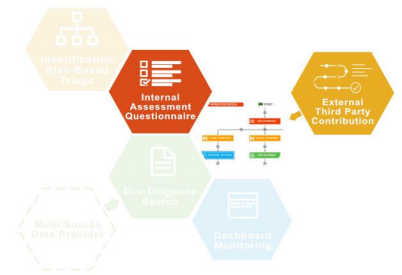 Identification
Risk-Based
Triage
Internal
Assessment
Questionnaire
START
External
Third Party
Contribution
Due Diligence
Search
Multi-Source
Data Provider
Dashboard
Monitoring